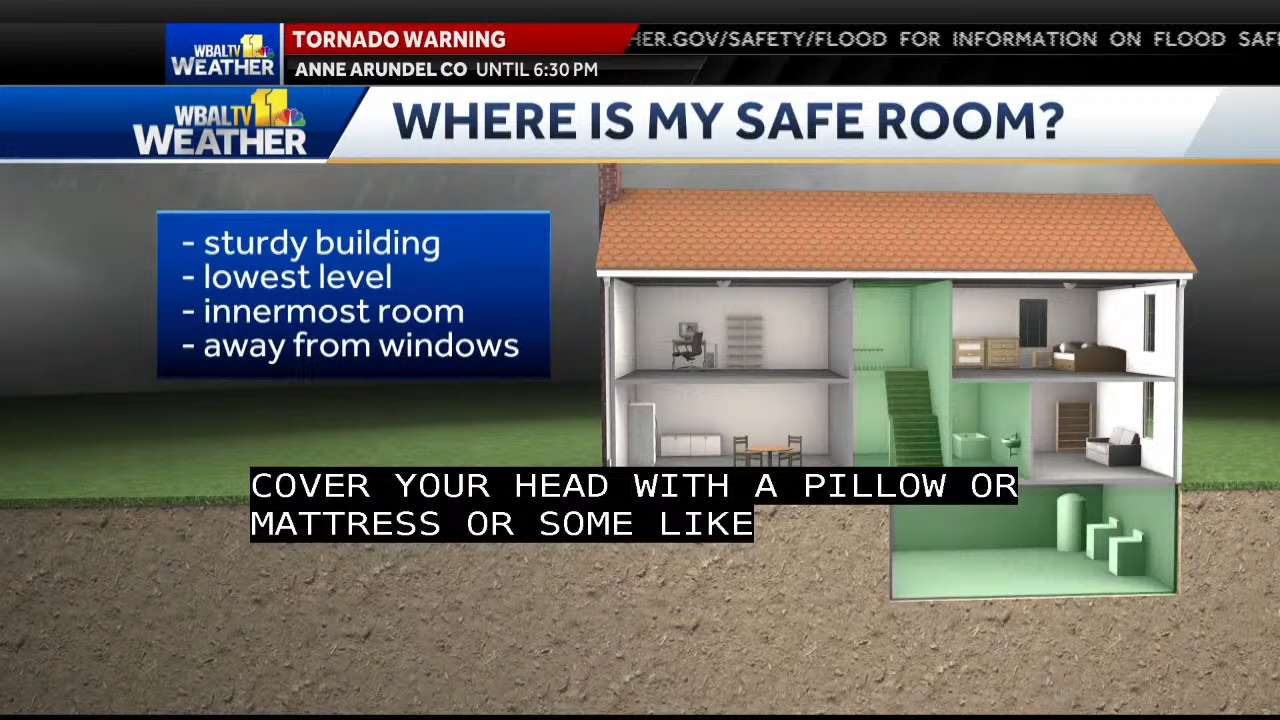 WBALTV 11
WEATHER
TORNADO WARNING
HER.GOV/SAFETY/FLOOD FOR INFORMATION ON FLOOD SAF
ANNE ARUNDEL CO UNTIL 6:30 PM
WBALTV 11
WEATHER
WHERE IS MY SAFE ROOM?
- sturdy building
- lowest level
- innermost room
- away from windows
COVER YOUR HEAD WITH A PILLOW OR
MATTRESS OR SOME LIKE